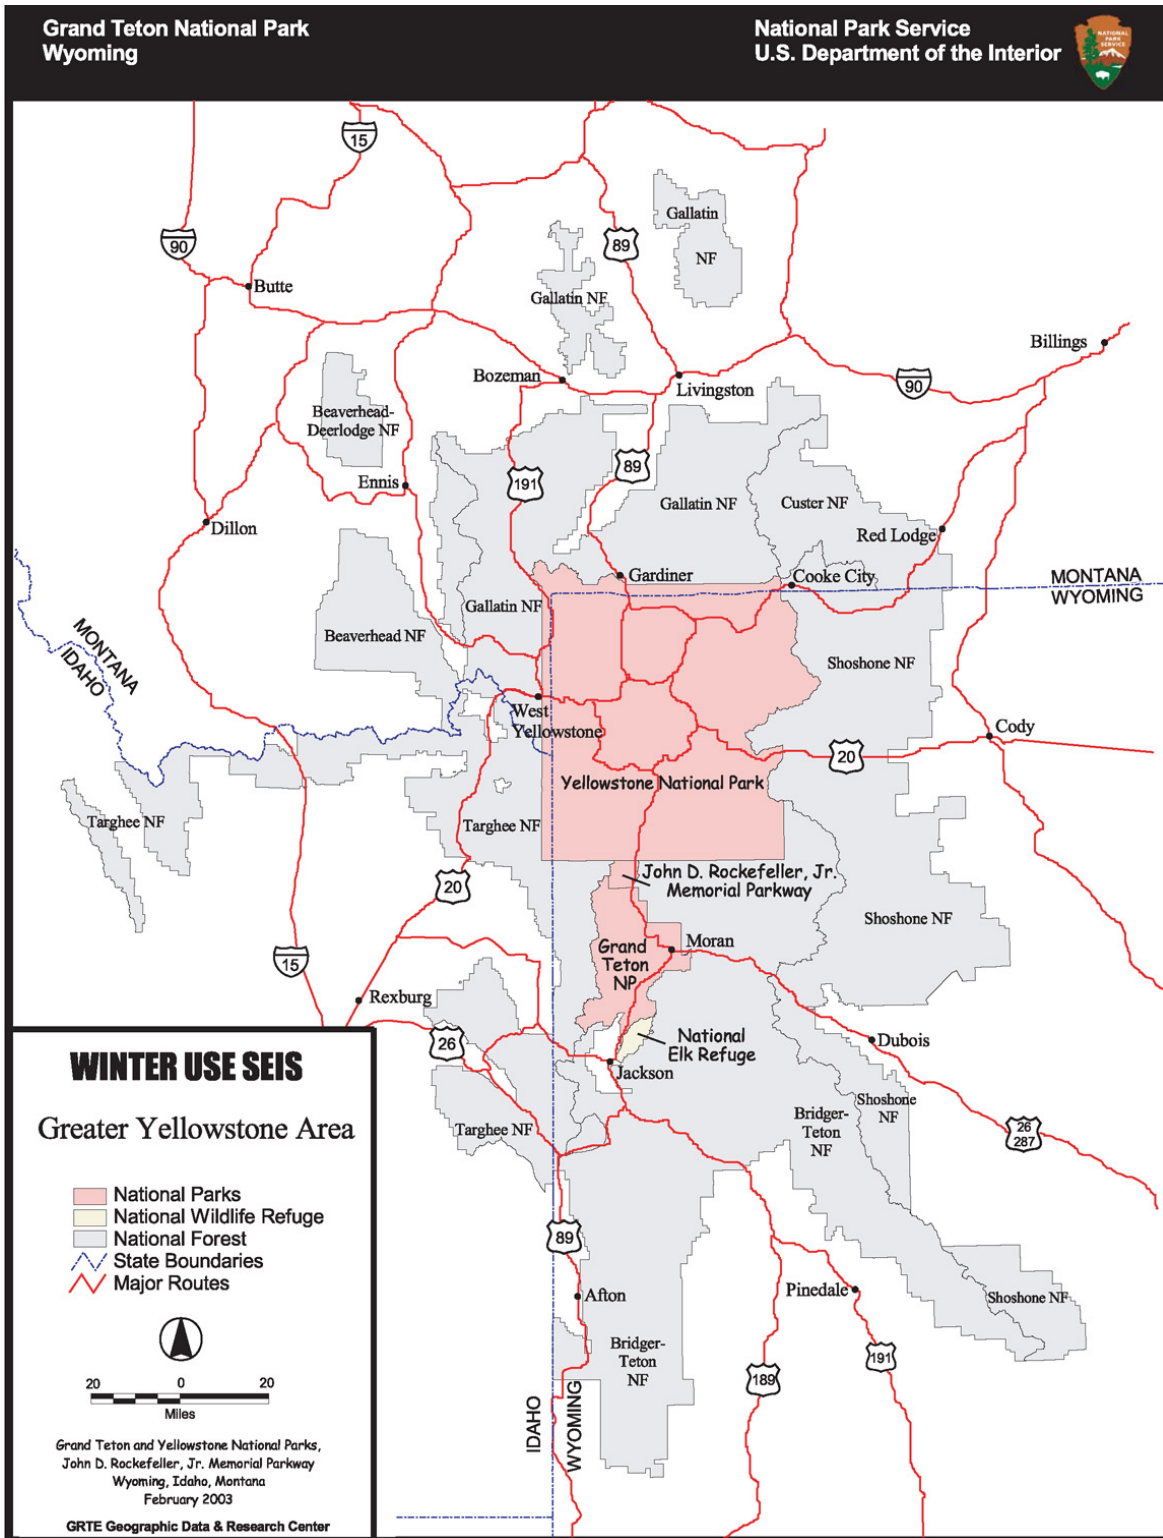 Grand Teton National Park
Wyoming
National Park Service
U.S. Department of the Interior
NATIONAL
PARK
SERVICE
15
90
89
Gallatin
NF
Butte
Gallatin NF
Billings
Bozeman
Livingston
90
Beaverhead-
Deerlodge NF
89
191
Ennis
Gallatin NF
Custer NF
Dillon
Red Lodge
Gardiner
Cooke City
MONTANA
WYOMING
Gallatin NF
MONTANA
IDAHO
Beaverhead NF
Shoshone NF
West
Yellowstone
Cody
20
Yellowstone National Park
Targhee NF
Targhee NF
John D. Rockefeller, Jr.
Memorial Parkway
20
Shoshone NF
Grand
Teton
NP
Moran
15
Rexburg
26
National
Elk Refuge
Dubois
Jackson
Shoshone
NF
Bridger-
Teton
NF
Targhee NF
26
287
89
Afton
Pinedale
Shoshone NF
Bridger-
Teton
NF
191
189
IDAHO
WYOMING
WINTER USE SEIS
Greater Yellowstone Area
National Parks
National Wildlife Refuge
National Forest
State Boundaries
Major Routes
20 0 20
Miles
Grand Teton and Yellowstone National Parks,
John D. Rockefeller, Jr. Memorial Parkway
Wyoming, Idaho, Montana
February 2003
GRTE Geographic Data & Research Center